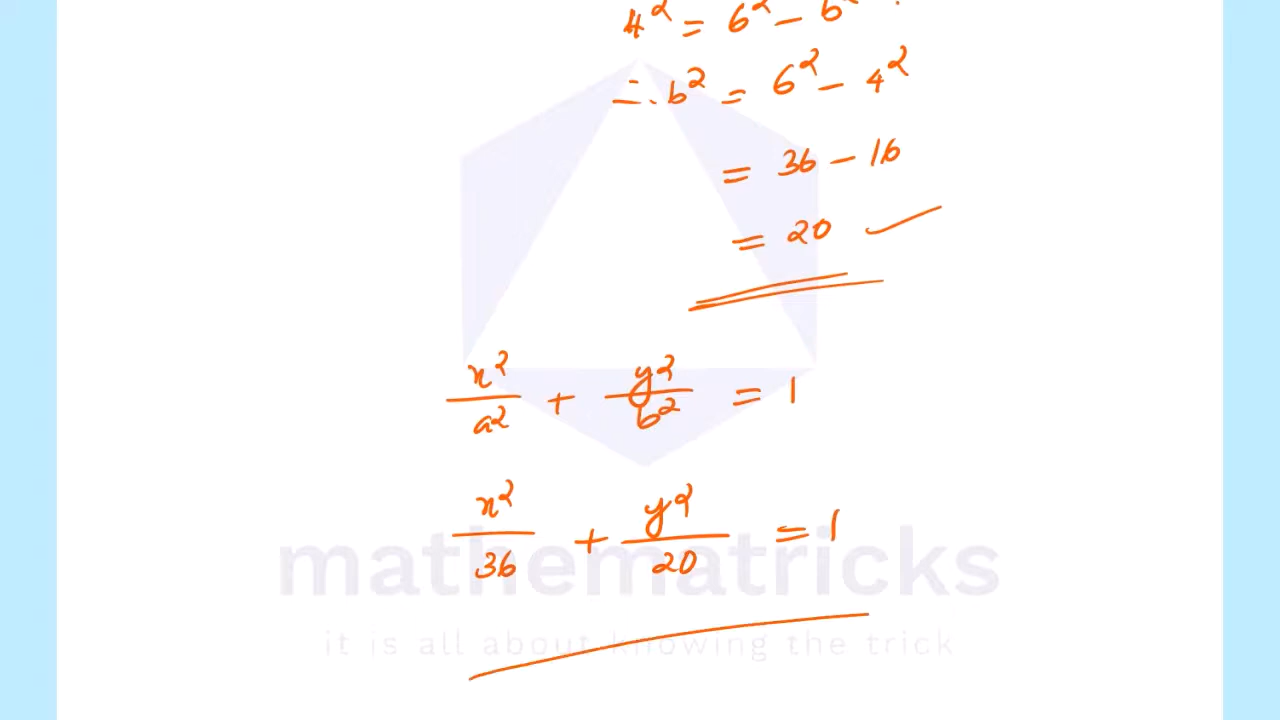 4² = 6² - b²
∴ b² = 6² - 4²
= 36 - 16
= 20 ✓
x²/a² + y²/b² = 1
x²/36 + y²/20 = 1
mathematricks
it is all about knowing the trick